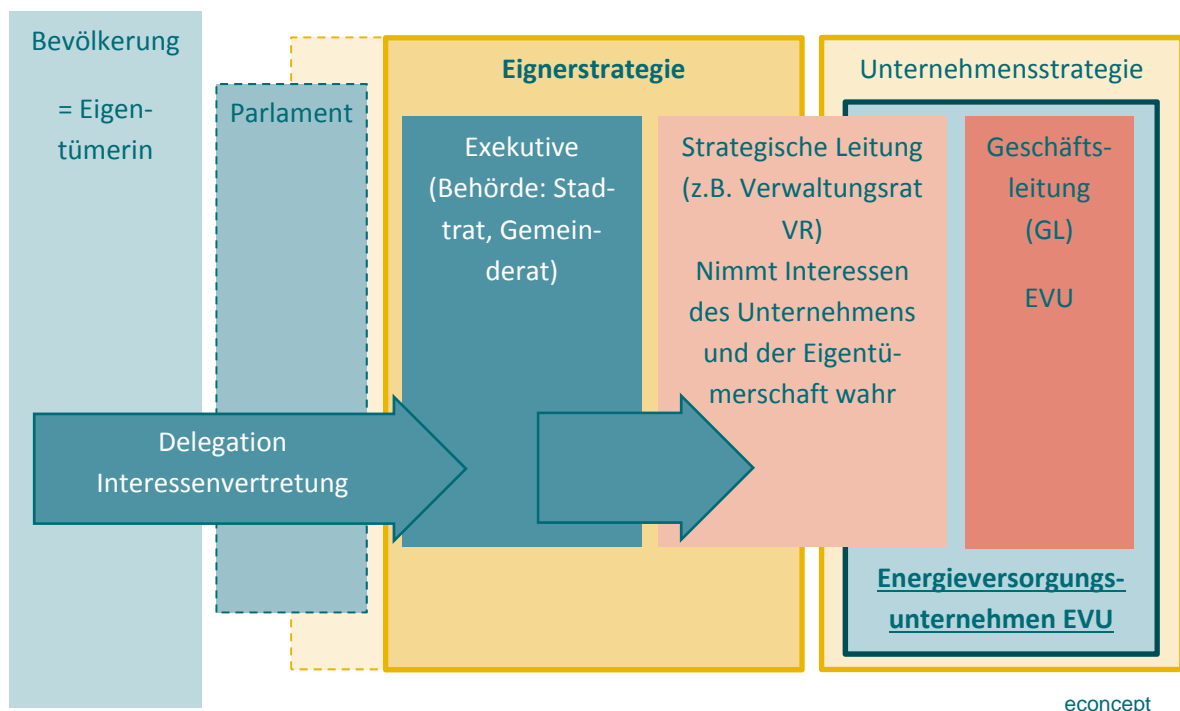 Bevölkerung
= Eigen-
tümerin
Parlament
Eignerstrategie
Exekutive
(Behörde: Stad-
trat, Gemein-
derat)
Strategische Leitung
(z.B. Verwaltungsrat
VR)
Nimmt Interessen
des Unternehmens
und der Eigentü-
merschaft wahr
Unternehmensstrategie
Geschäfts-
leitung
(GL)
EVU
Delegation
Interessenvertretung
Energieversorgungs-
unternehmen EVU
econcept